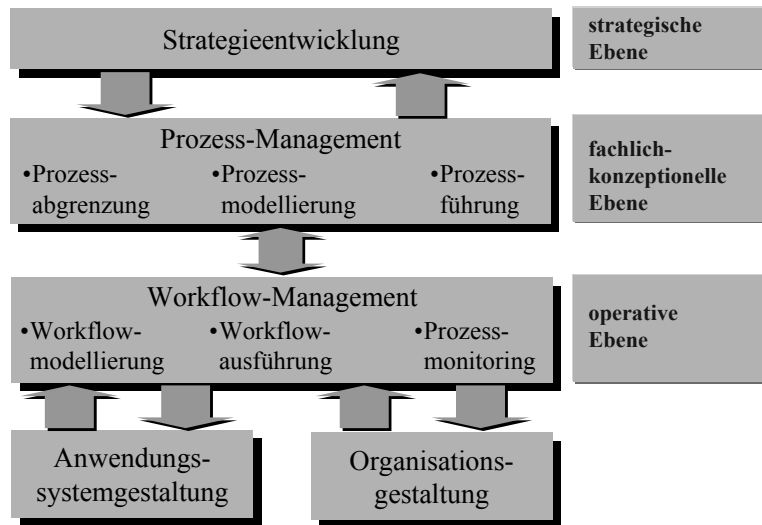 Strategieentwicklung
strategische
Ebene
Prozess-Management
•Prozess-
abgrenzung
•Prozess-
modellierung
•Prozess-
führung
fachlich-
konzeptionelle
Ebene
Workflow-Management
•Workflow-
modellierung
•Workflow-
ausführung
•Prozess-
monitoring
operative
Ebene
Anwendungs-
systemgestaltung
Organisations-
gestaltung